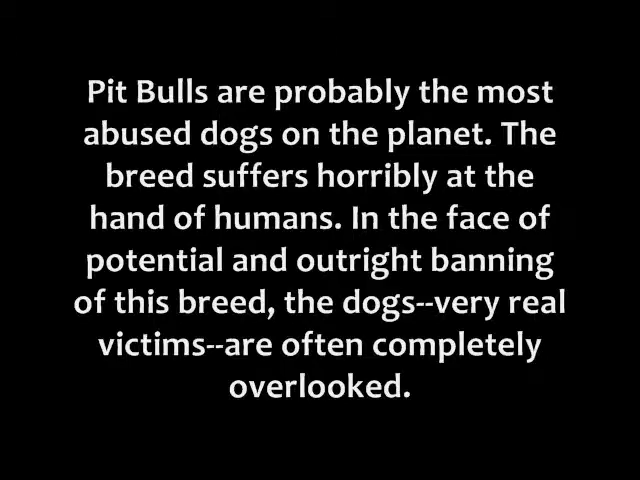 Pit Bulls are probably the most
abused dogs on the planet. The
breed suffers horribly at the
hand of humans. In the face of
potential and outright banning
of this breed, the dogs--very real
victims--are often completely
overlooked.